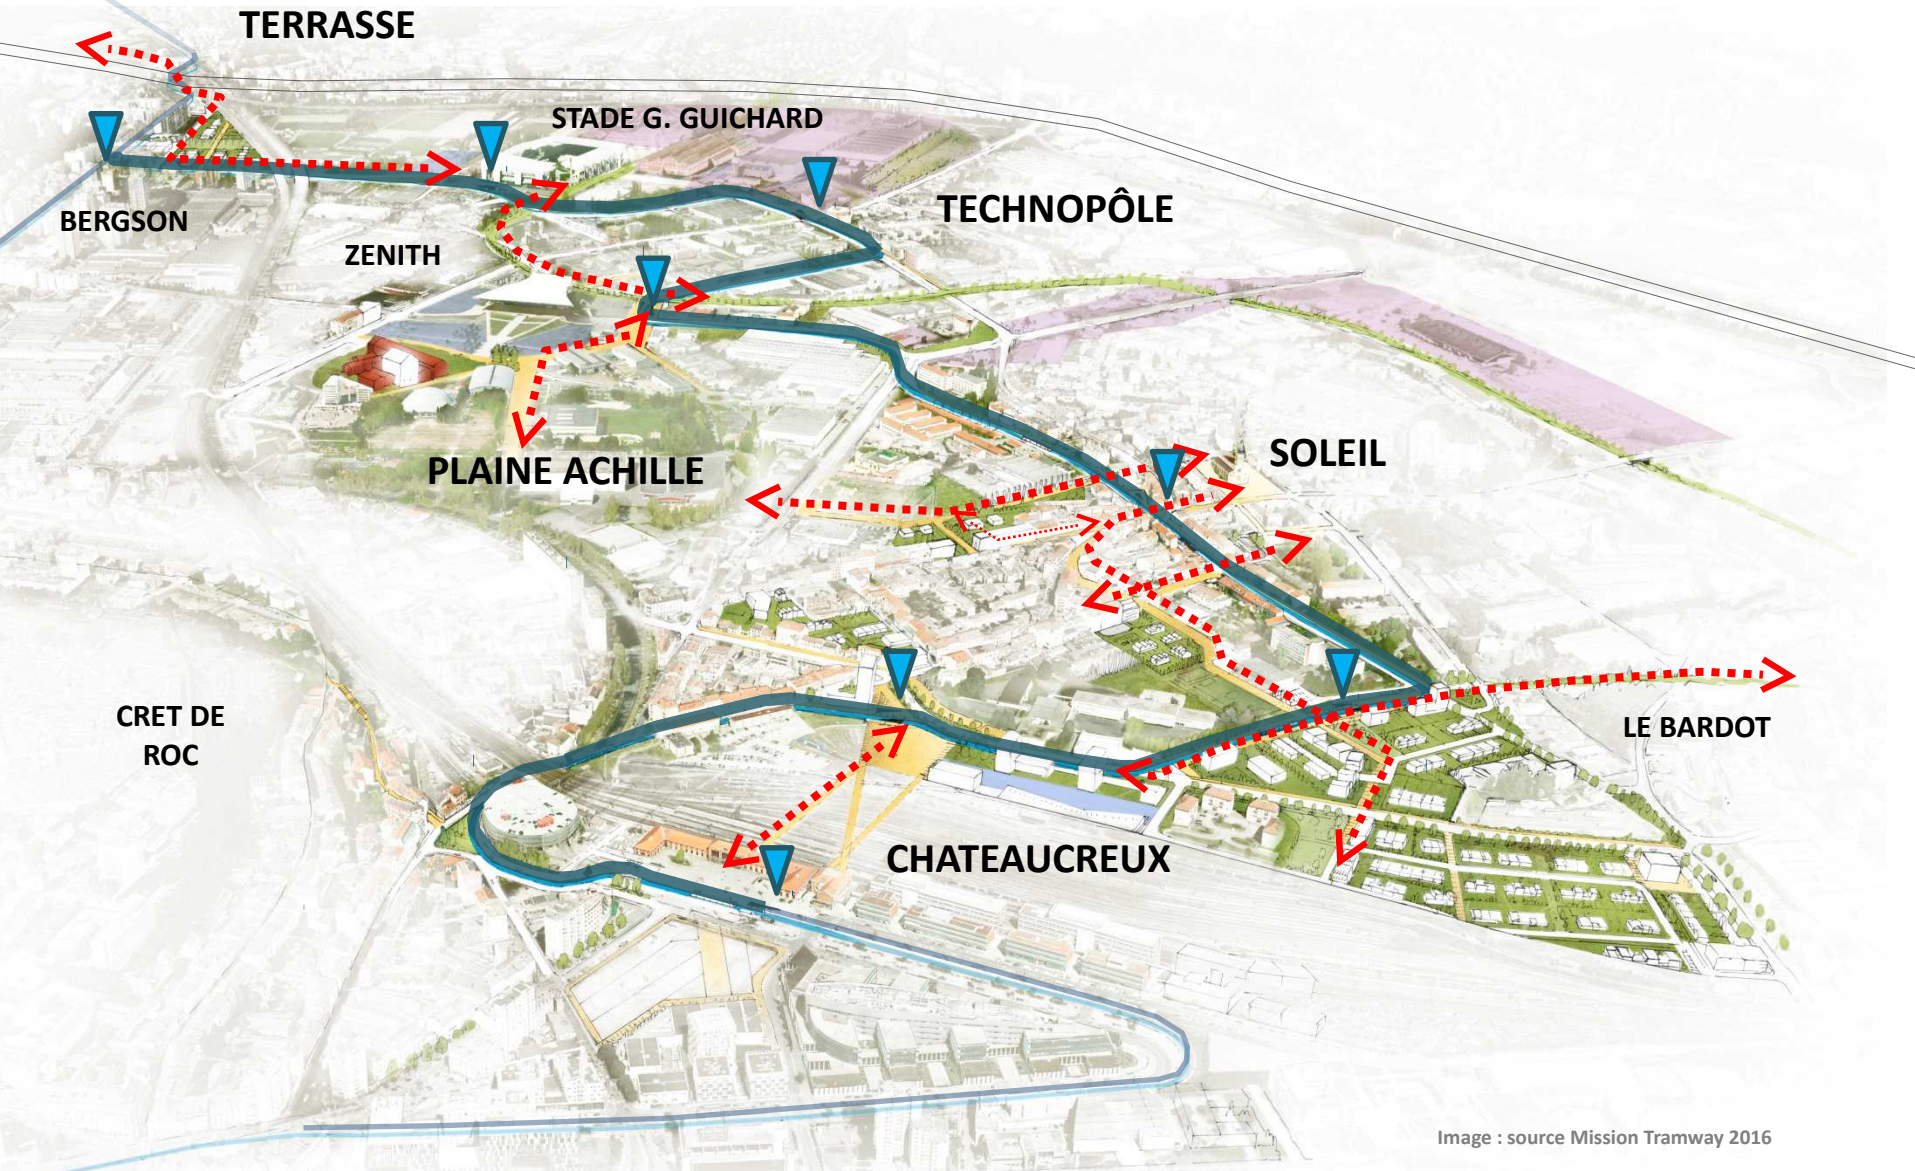 TERRASSE
STADE G. GUICHARD
TECHNOPÔLE
BERGSON
ZENITH
PLAINE ACHILLE
SOLEIL
CRET DE
ROC
LE BARDOT
CHATEAUCREUX
Image : source Mission Tramway 2016